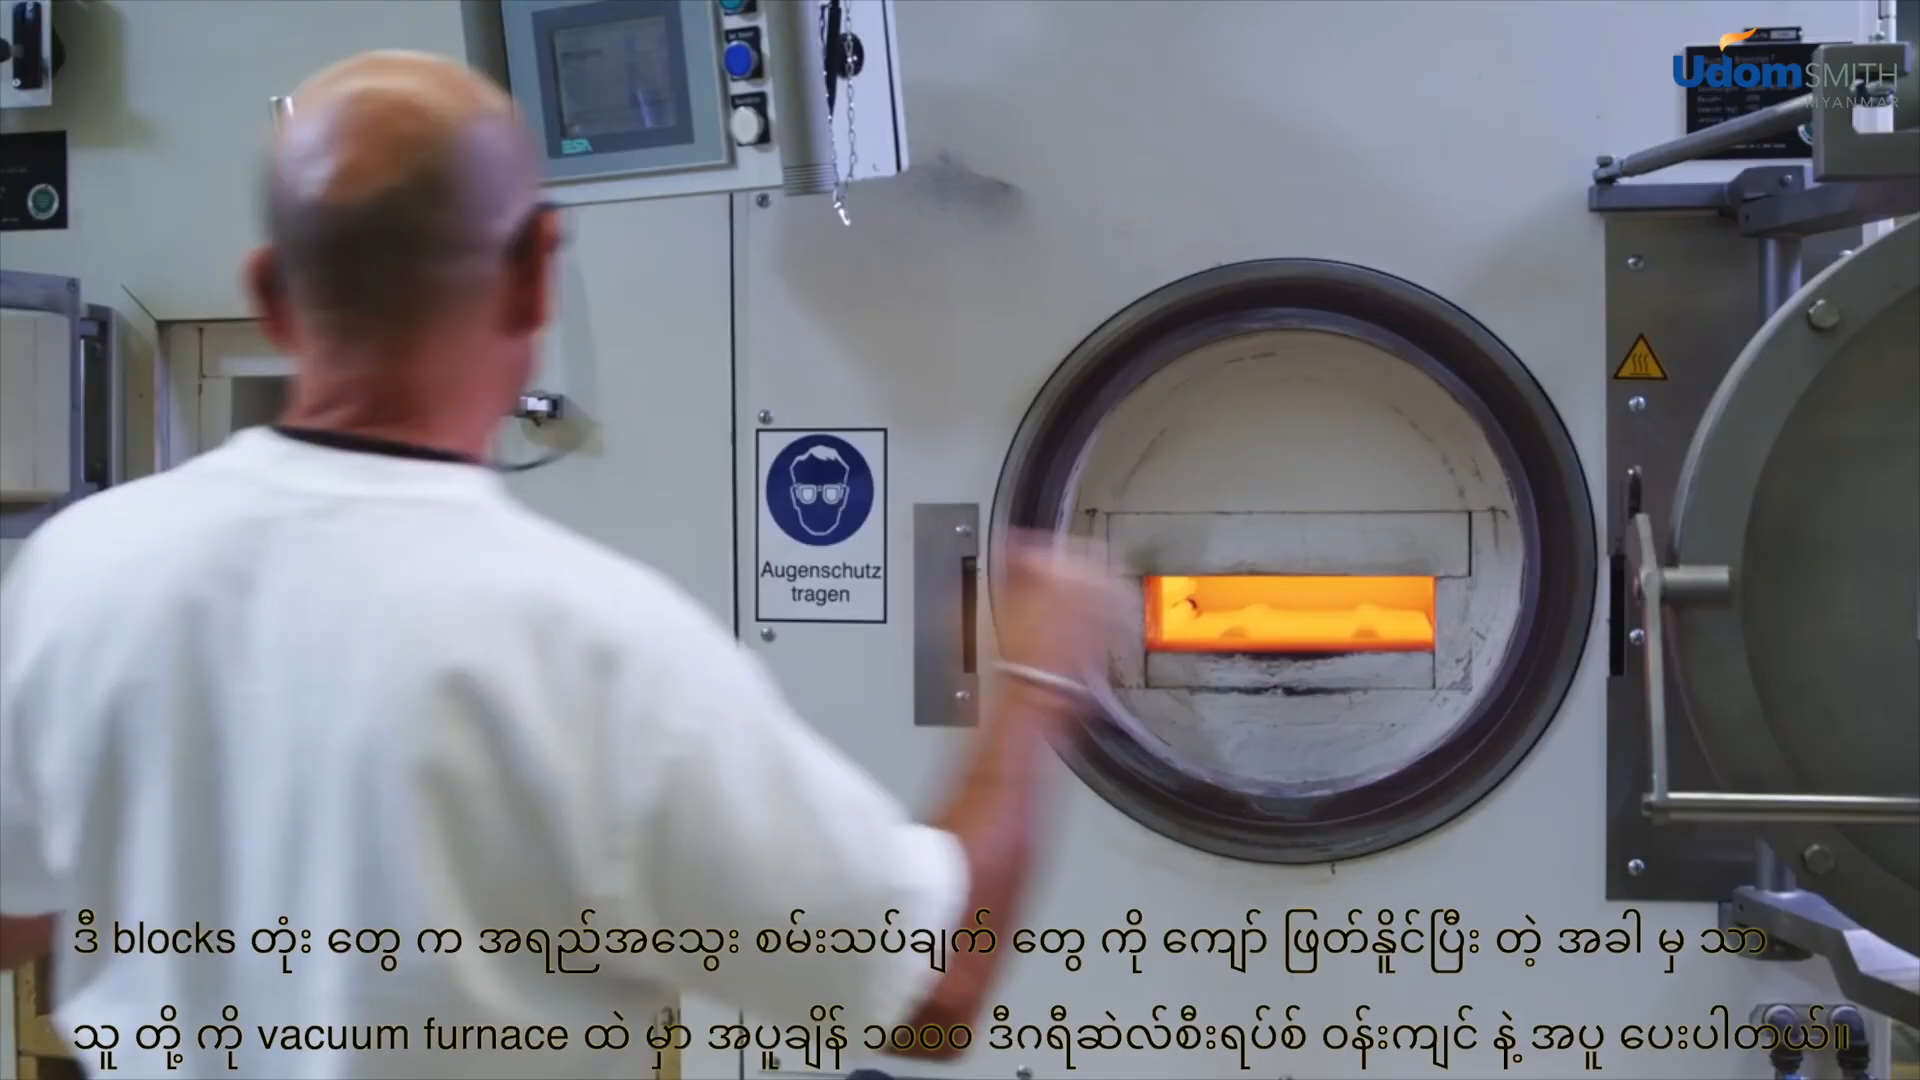 Udom SMITH
MYANMAR
ESA
Augenschutz
tragen
ဒီ blocks တုံး တွေ က အရည်အသွေး စမ်းသပ်ချက် တွေ ကို ကျော် ဖြတ်နိူင်ပြီး တဲ့ အခါ မှ သာ
သူ တို့ ကို vacuum furnace ထဲ မှာ အပူချိန် ၁၀၀၀ ဒီဂရီဆဲလ်စီးရပ်စ် ဝန်းကျင် နဲ့ အပူ ပေးပါတယ်။